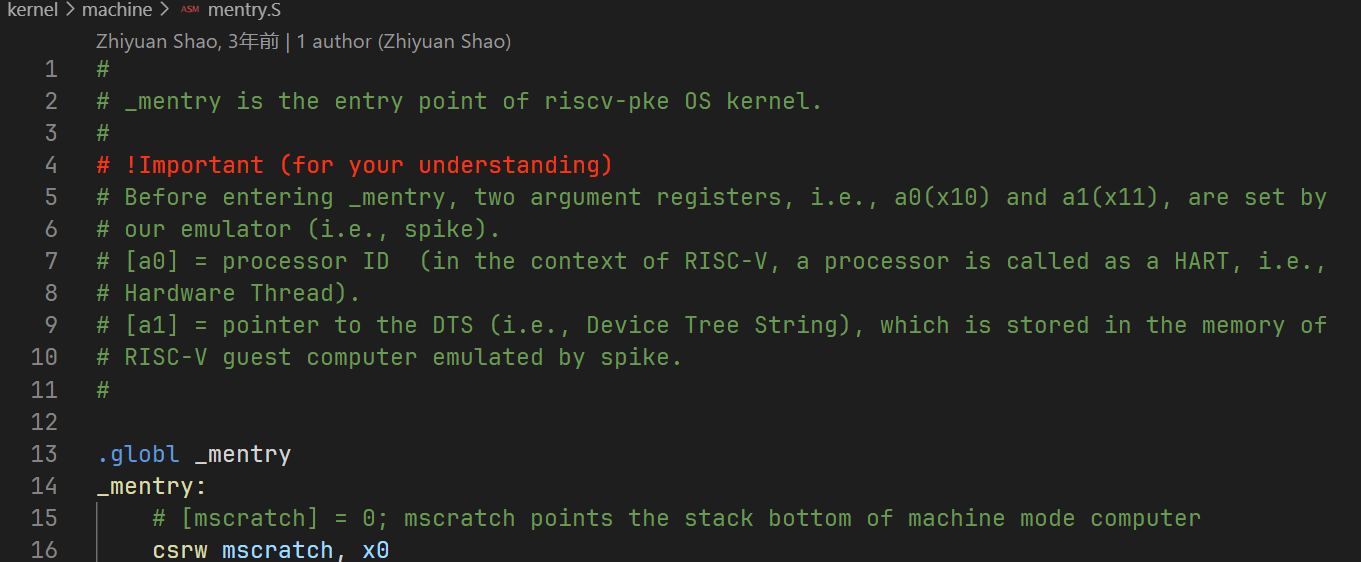 kernel > machine > ASM mentry.S
Zhiyuan Shao, 3年前 | 1 author (Zhiyuan Shao)
1 #
2 # _mentry is the entry point of riscv-pke OS kernel.
3 #
4 # !Important (for your understanding)
5 # Before entering _mentry, two argument registers, i.e., a0(x10) and a1(x11), are set by
6 # our emulator (i.e., spike).
7 # [a0] = processor ID  (in the context of RISC-V, a processor is called as a HART, i.e.,
8 # Hardware Thread).
9 # [a1] = pointer to the DTS (i.e., Device Tree String), which is stored in the memory of
10 # RISC-V guest computer emulated by spike.
11 #
12
13 .globl _mentry
14 _mentry:
15     # [mscratch] = 0; mscratch points the stack bottom of machine mode computer
16     csrw mscratch, x0